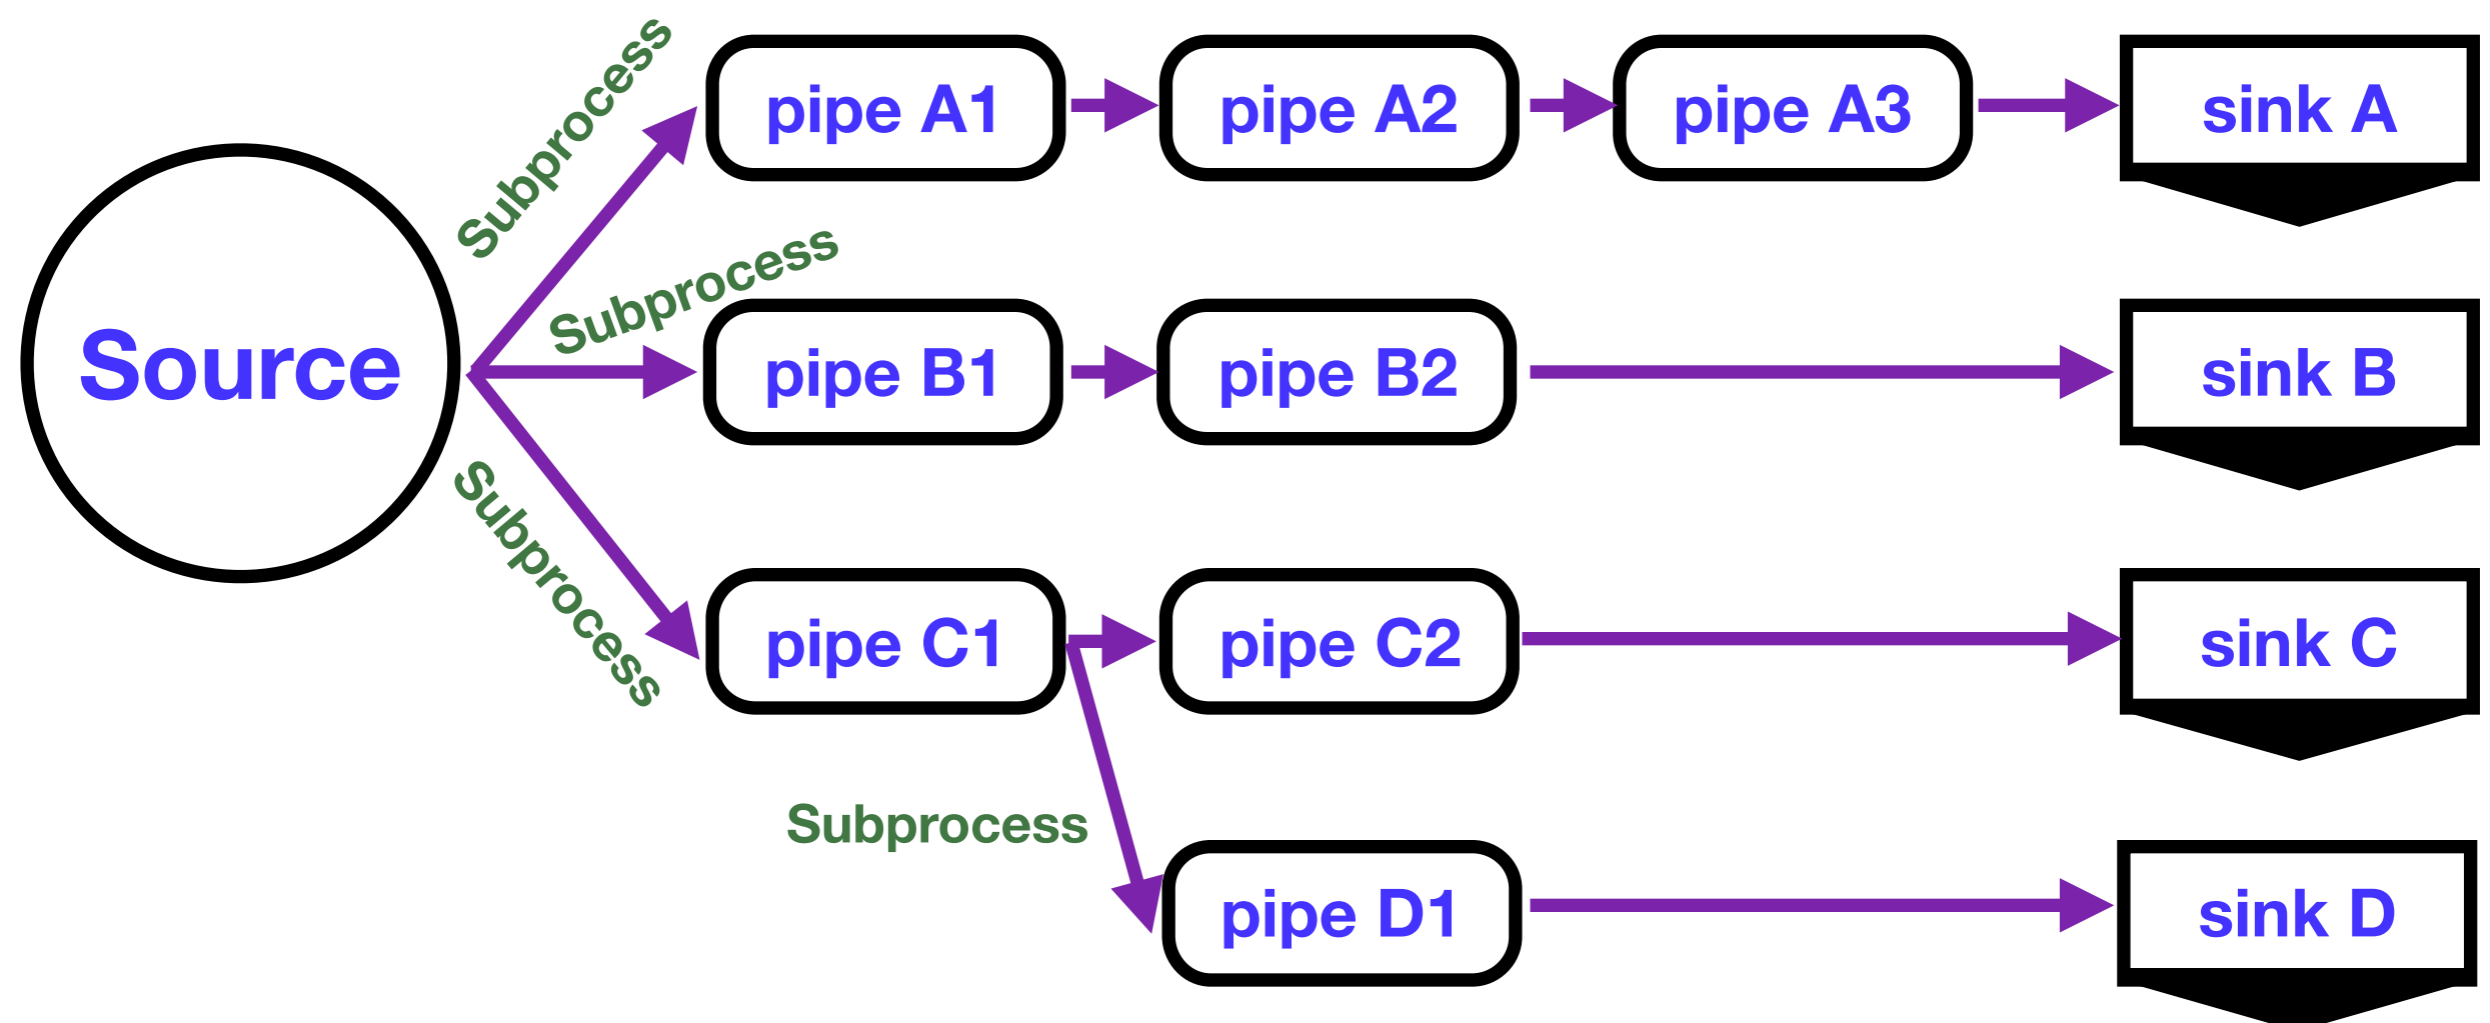 Subprocess
pipe A1
pipe A2
pipe A3
sink A
Subprocess
Source
pipe B1
pipe B2
sink B
Subprocess
pipe C1
pipe C2
sink C
Subprocess
pipe D1
sink D